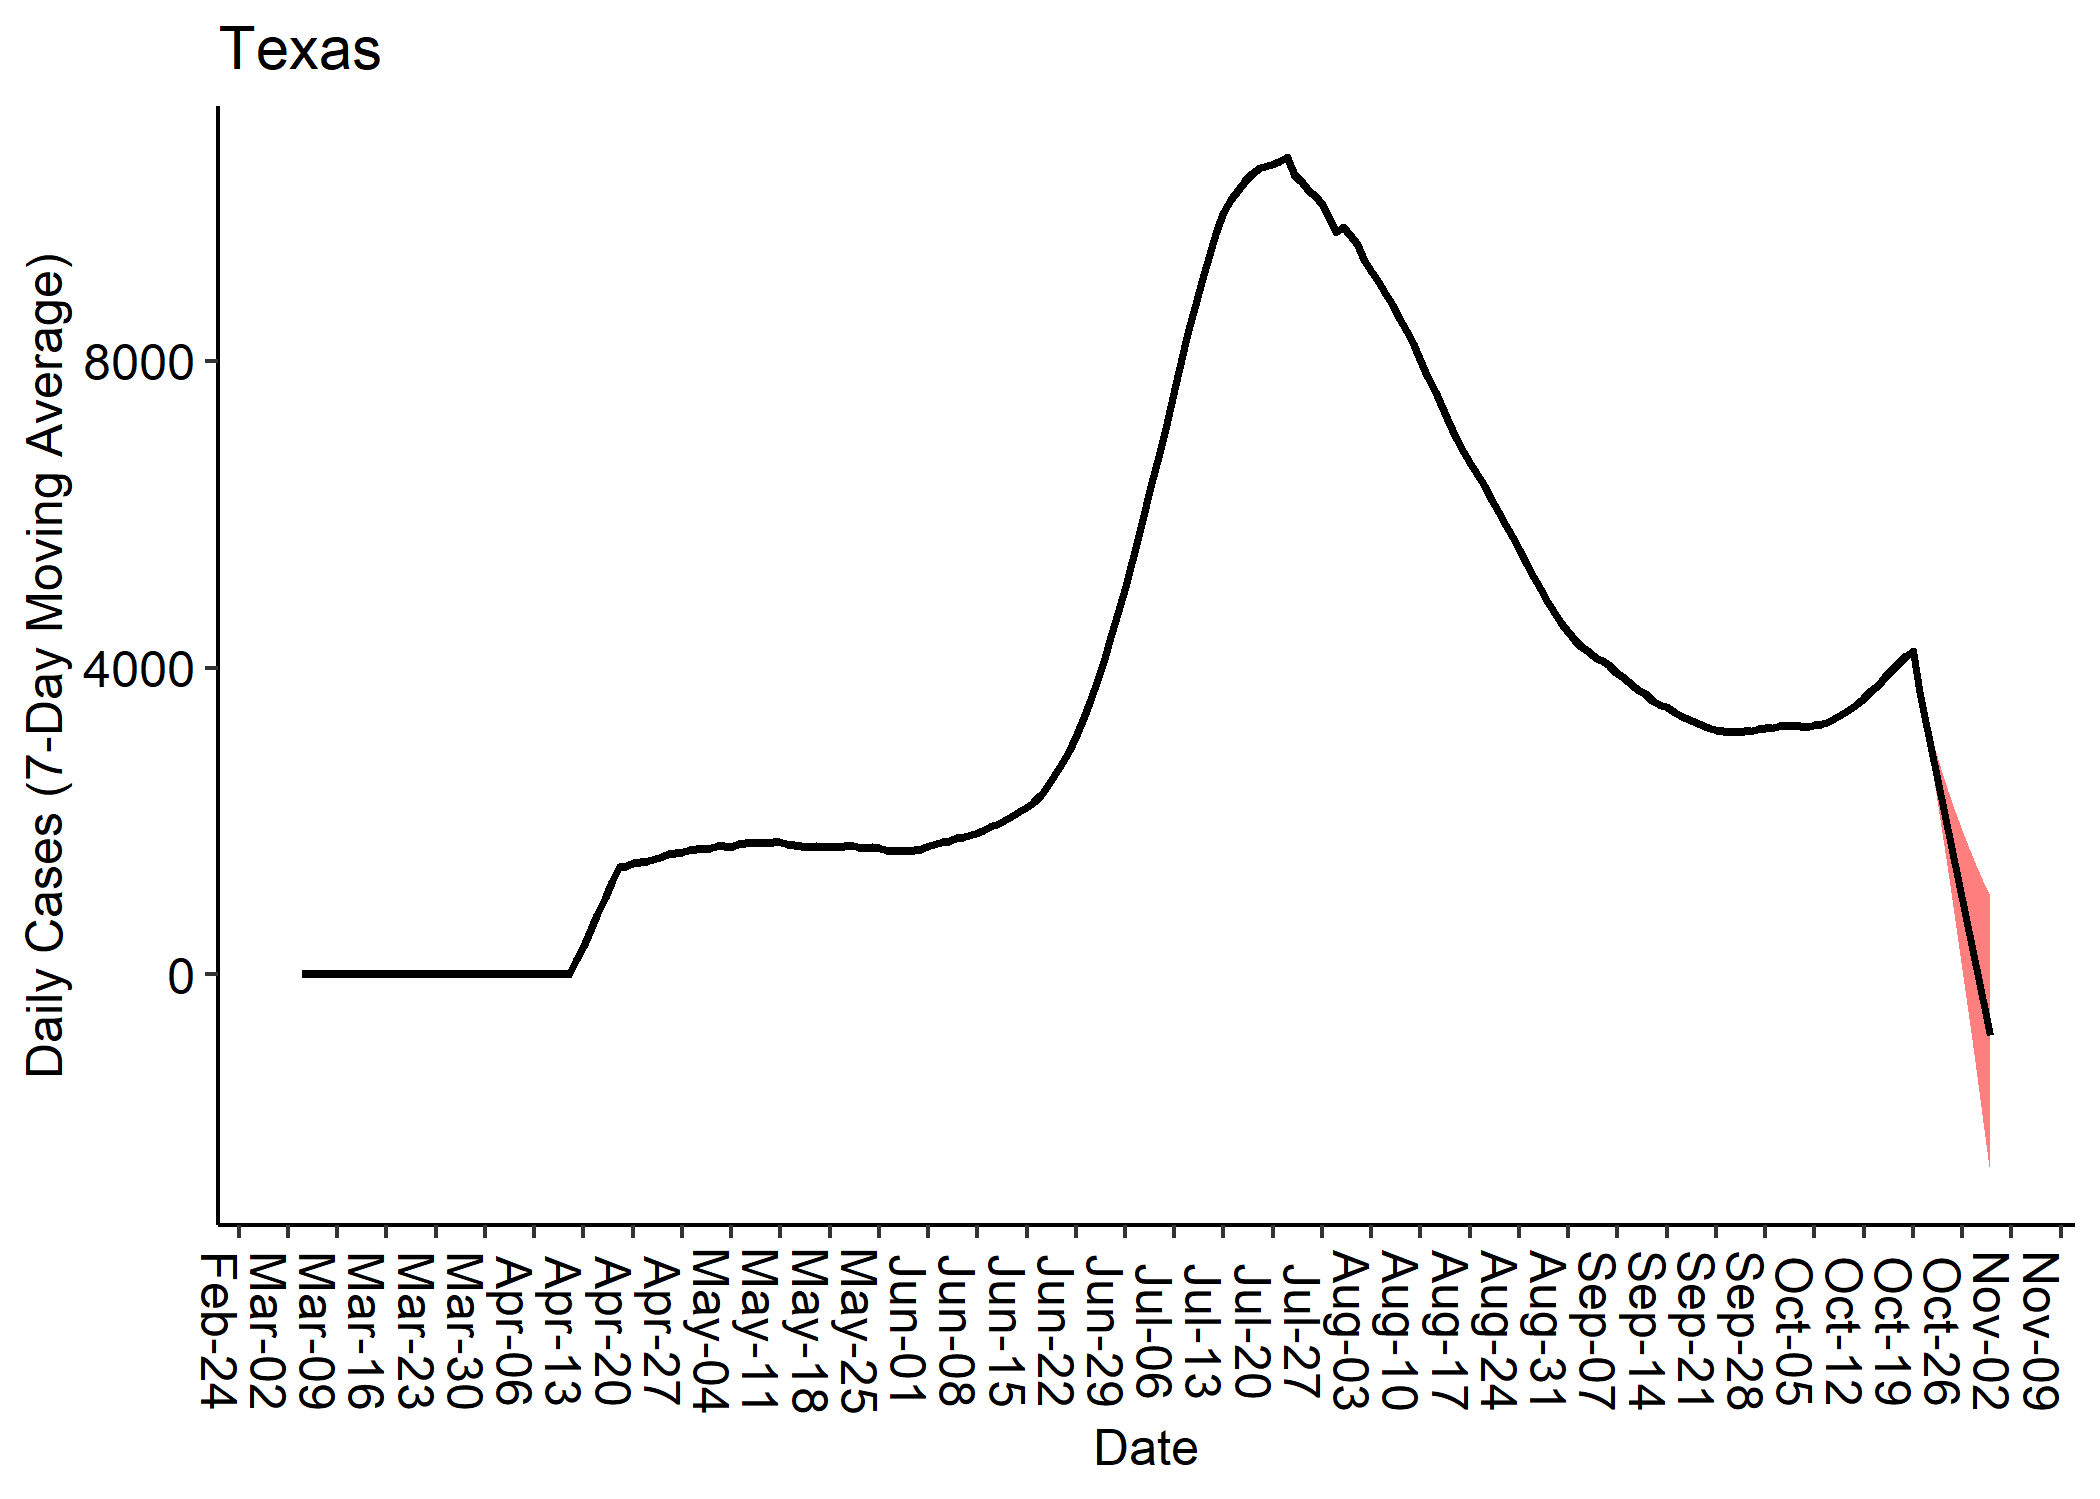 Texas
Daily Cases (7-Day Moving Average)
8000
4000
0
Feb-24
Mar-02
Mar-09
Mar-16
Mar-23
Mar-30
Apr-06
Apr-13
Apr-20
Apr-27
May-04
May-11
May-18
May-25
Jun-01
Jun-08
Jun-15
Jun-22
Jun-29
Jul-06
Jul-13
Jul-20
Jul-27
Aug-03
Aug-10
Aug-17
Aug-24
Aug-31
Sep-07
Sep-14
Sep-21
Sep-28
Oct-05
Oct-12
Oct-19
Oct-26
Nov-02
Nov-09
Date